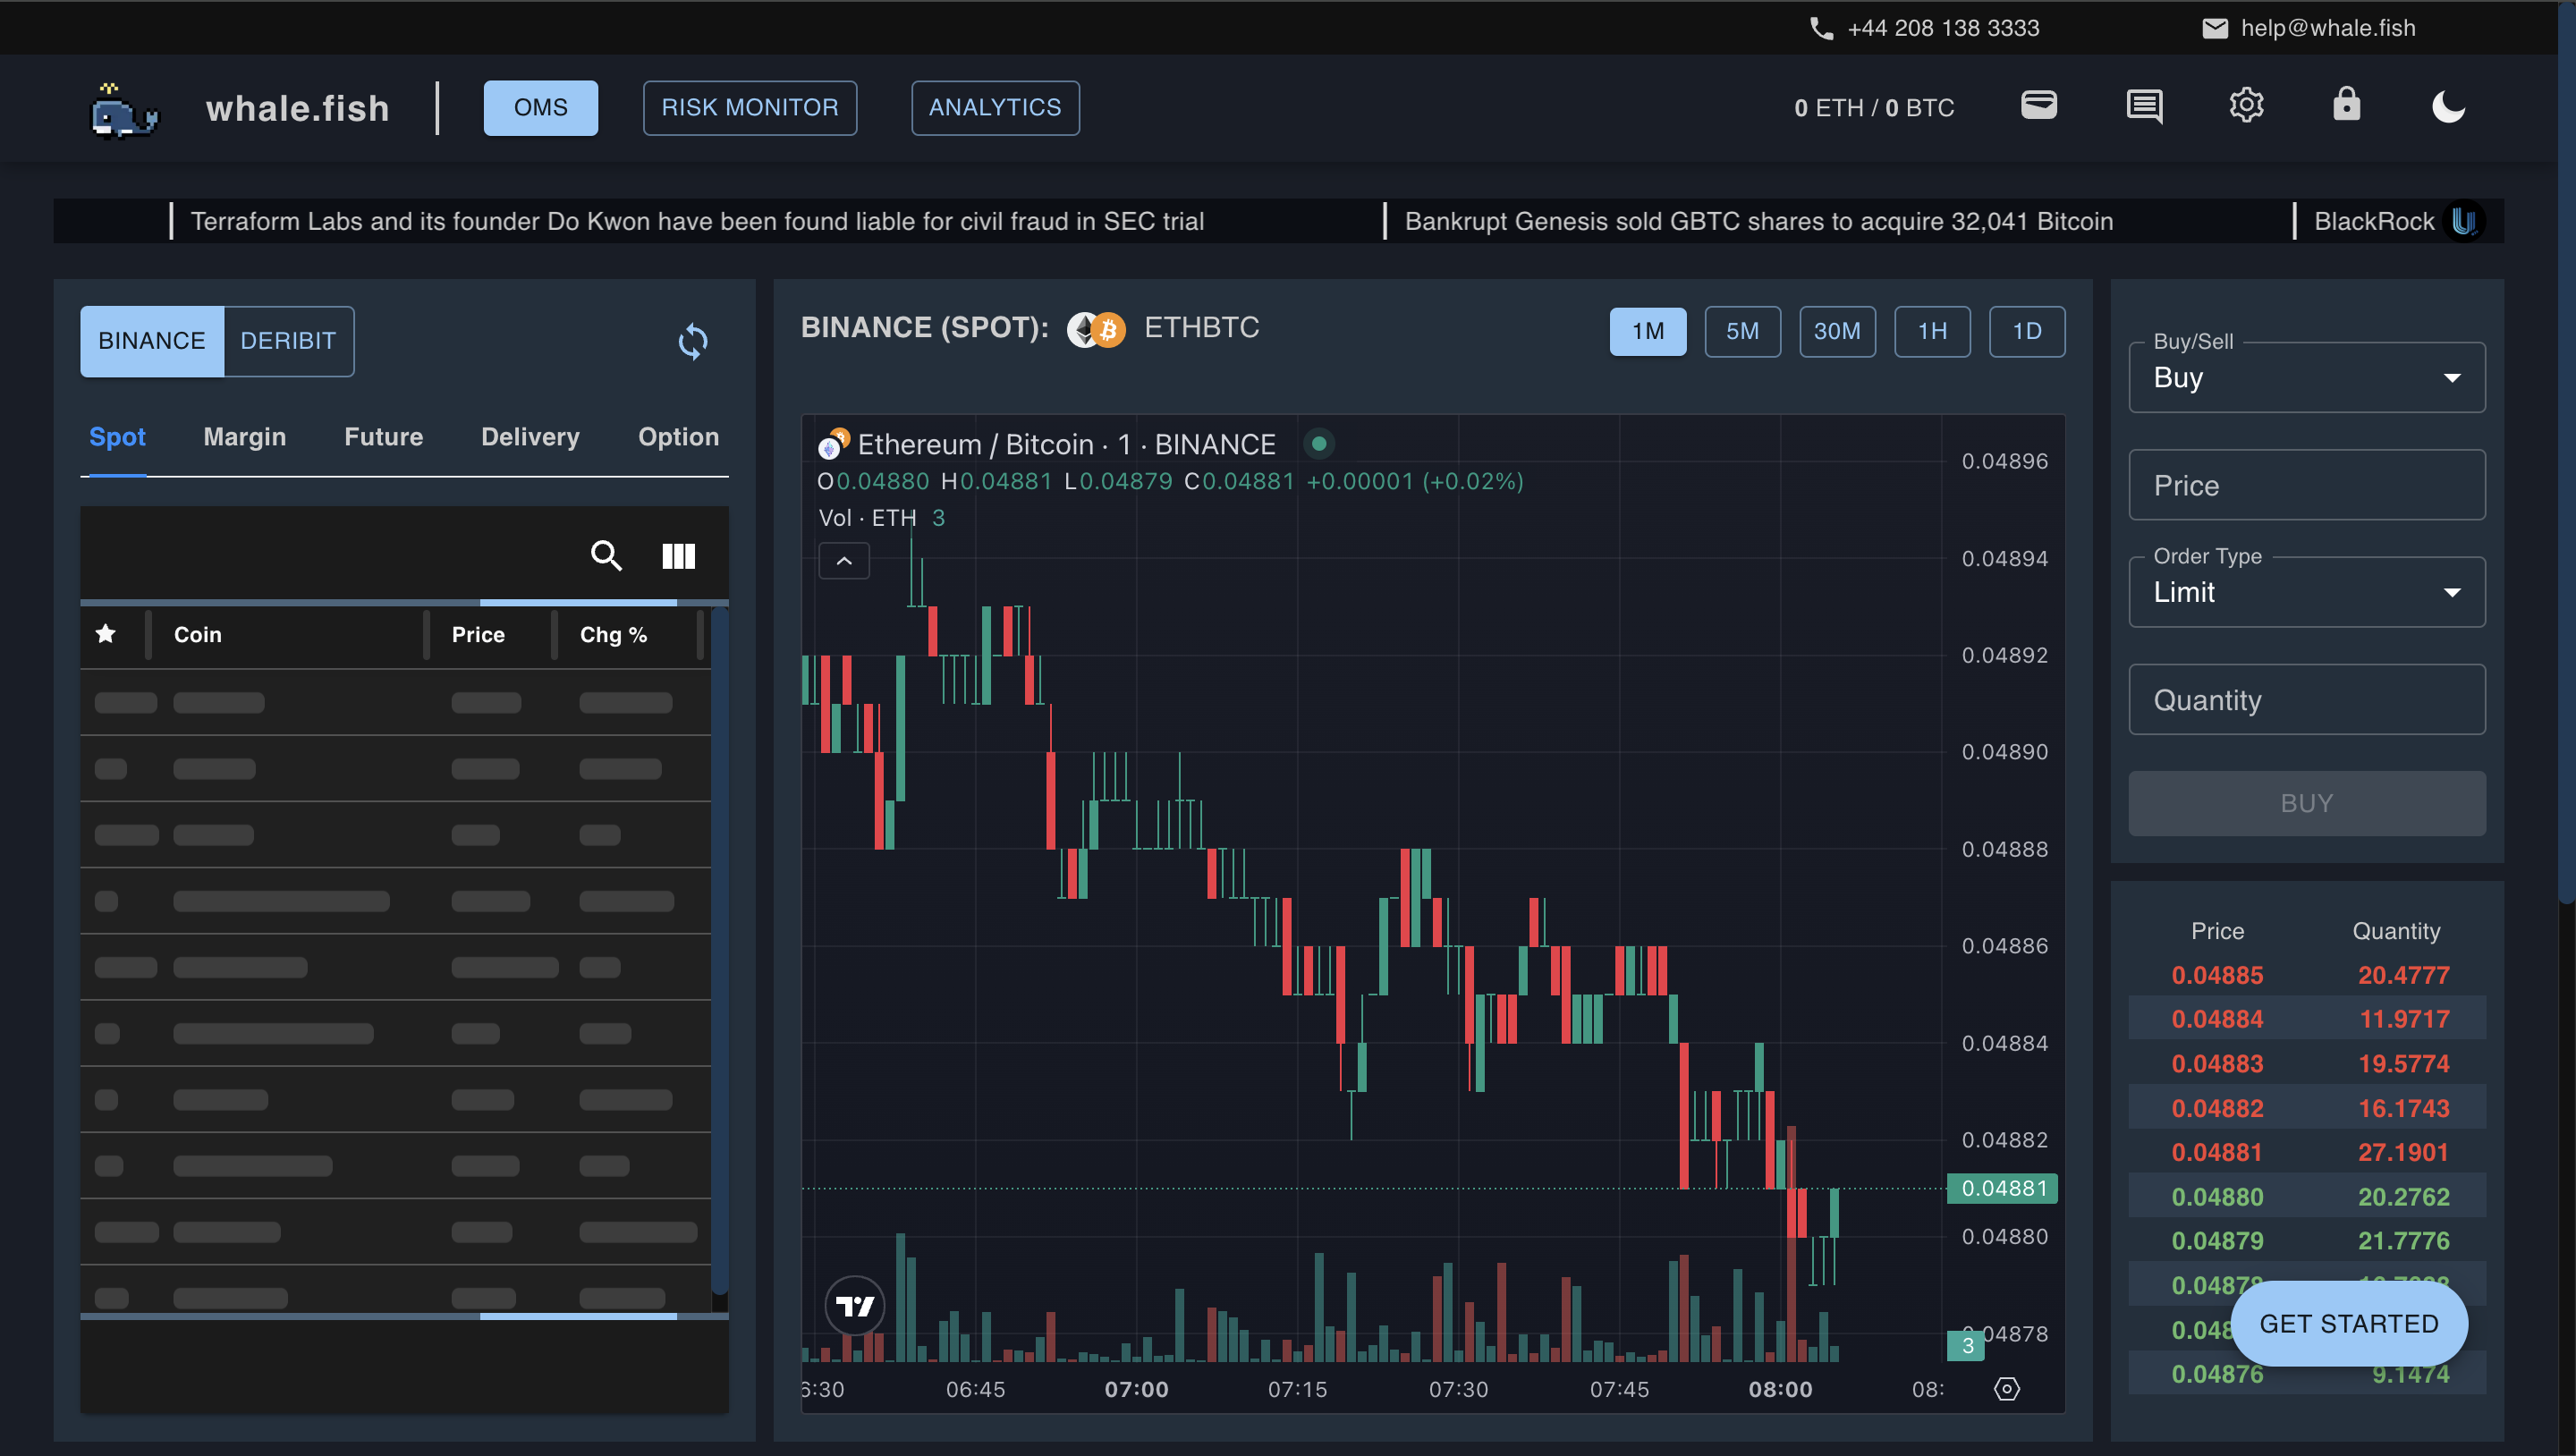 +44 208 138 3333
help@whale.fish
whale.fish
OMS
RISK MONITOR
ANALYTICS
0 ETH / 0 BTC
Terraform Labs and its founder Do Kwon have been found liable for civil fraud in SEC trial
Bankrupt Genesis sold GBTC shares to acquire 32,041 Bitcoin
BlackRock
BINANCE
DERIBIT
Spot
Margin
Future
Delivery
Option
Coin
Price
Chg %
BINANCE (SPOT):
ETHBTC
1M
5M
30M
1H
1D
Ethereum / Bitcoin · 1 · BINANCE
O0.04880 H0.04881 L0.04879 C0.04881 +0.00001 (+0.02%)
Vol · ETH 3
0.04896
0.04894
0.04892
0.04890
0.04888
0.04886
0.04884
0.04882
0.04881
0.04880
04878
3
6:30
06:45
07:00
07:15
07:30
07:45
08:00
08:
Buy/Sell
Buy
Price
Order Type
Limit
Quantity
BUY
Price Quantity
0.04885 20.4777
0.04884 11.9717
0.04883 19.5774
0.04882 16.1743
0.04881 27.1901
0.04880 20.2762
0.04879 21.7776
0.04878
0.048
GET STARTED
0.04876 9.1474